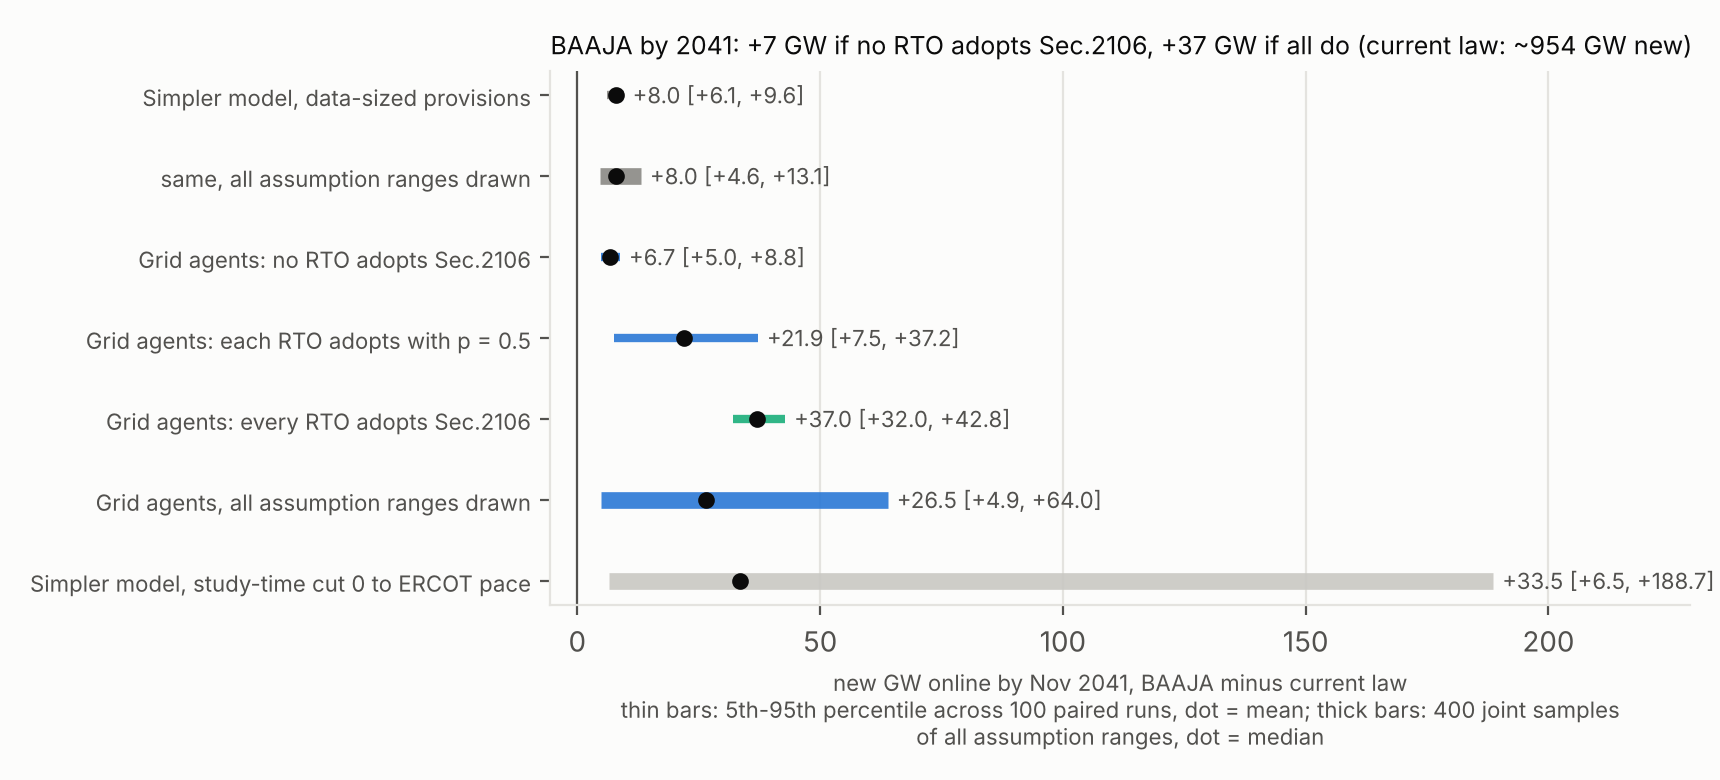 BAAJA by 2041: +7 GW if no RTO adopts Sec.2106, +37 GW if all do (current law: ~954 GW new)
Simpler model, data-sized provisions
+8.0 [+6.1, +9.6]
same, all assumption ranges drawn
+8.0 [+4.6, +13.1]
Grid agents: no RTO adopts Sec.2106
+6.7 [+5.0, +8.8]
Grid agents: each RTO adopts with p = 0.5
+21.9 [+7.5, +37.2]
Grid agents: every RTO adopts Sec.2106
+37.0 [+32.0, +42.8]
Grid agents, all assumption ranges drawn
+26.5 [+4.9, +64.0]
Simpler model, study-time cut 0 to ERCOT pace
+33.5 [+6.5, +188.7]
0 50 100 150 200
new GW online by Nov 2041, BAAJA minus current law
thin bars: 5th-95th percentile across 100 paired runs, dot = mean; thick bars: 400 joint samples
of all assumption ranges, dot = median